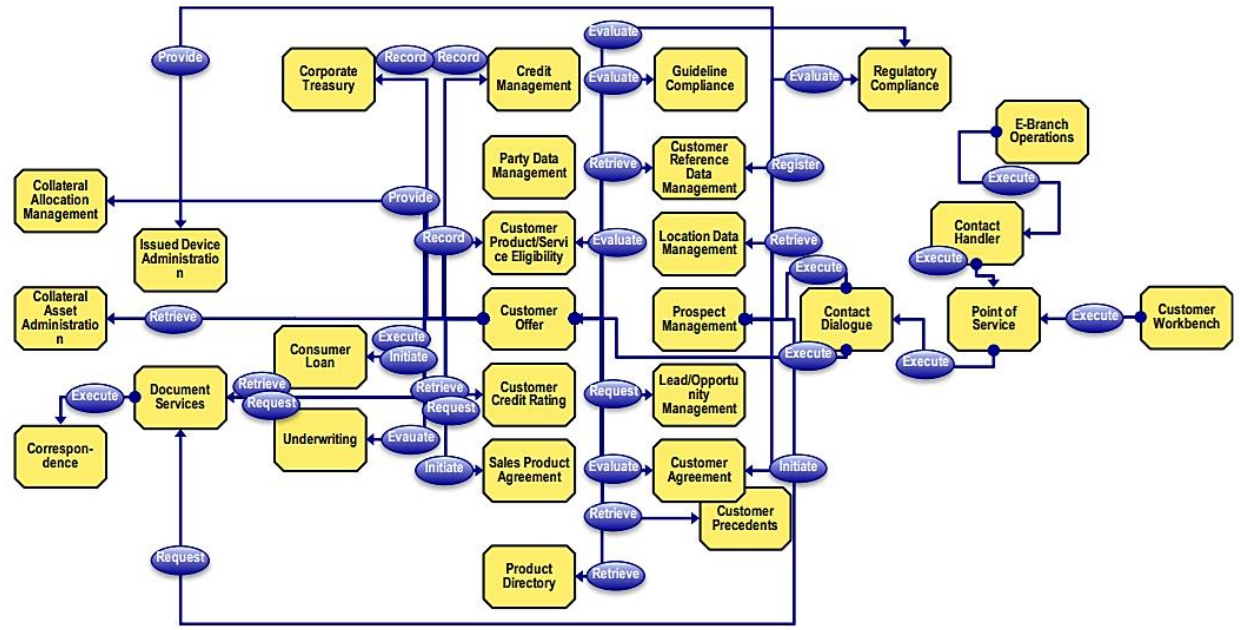 Evaluate
Provide
Record
Record
Corporate
Treasury
Credit
Management
Evaluate
Guideline
Compliance
Evaluate
Regulatory
Compliance
E-Branch
Operations
Party Data
Management
Retrieve
Customer
Reference
Data
Management
Register
Execute
Collateral
Allocation
Management
Provide
Issued Device
Administratio
n
Record
Customer
Product/Servi
ce Eligibility
Evaluate
Location Data
Management
Retrieve
Contact
Handler
Execute
Execute
Collateral
Asset
Administratio
n
Retrieve
Customer
Offer
Prospect
Management
Contact
Dialogue
Point of
Service
Execute
Customer
Workbench
Consumer
Loan
Execute
Initiate
Execute
Execute
Document
Services
Execute
Retrieve
Request
Retrieve
Request
Customer
Credit Rating
Request
Lead/Opportu
nity
Management
Correspon-
dence
Underwriting
Evauate
Initiate
Sales Product
Agreement
Evaluate
Customer
Agreement
Initiate
Retrieve
Customer
Precedents
Request
Product
Directory
Retrieve